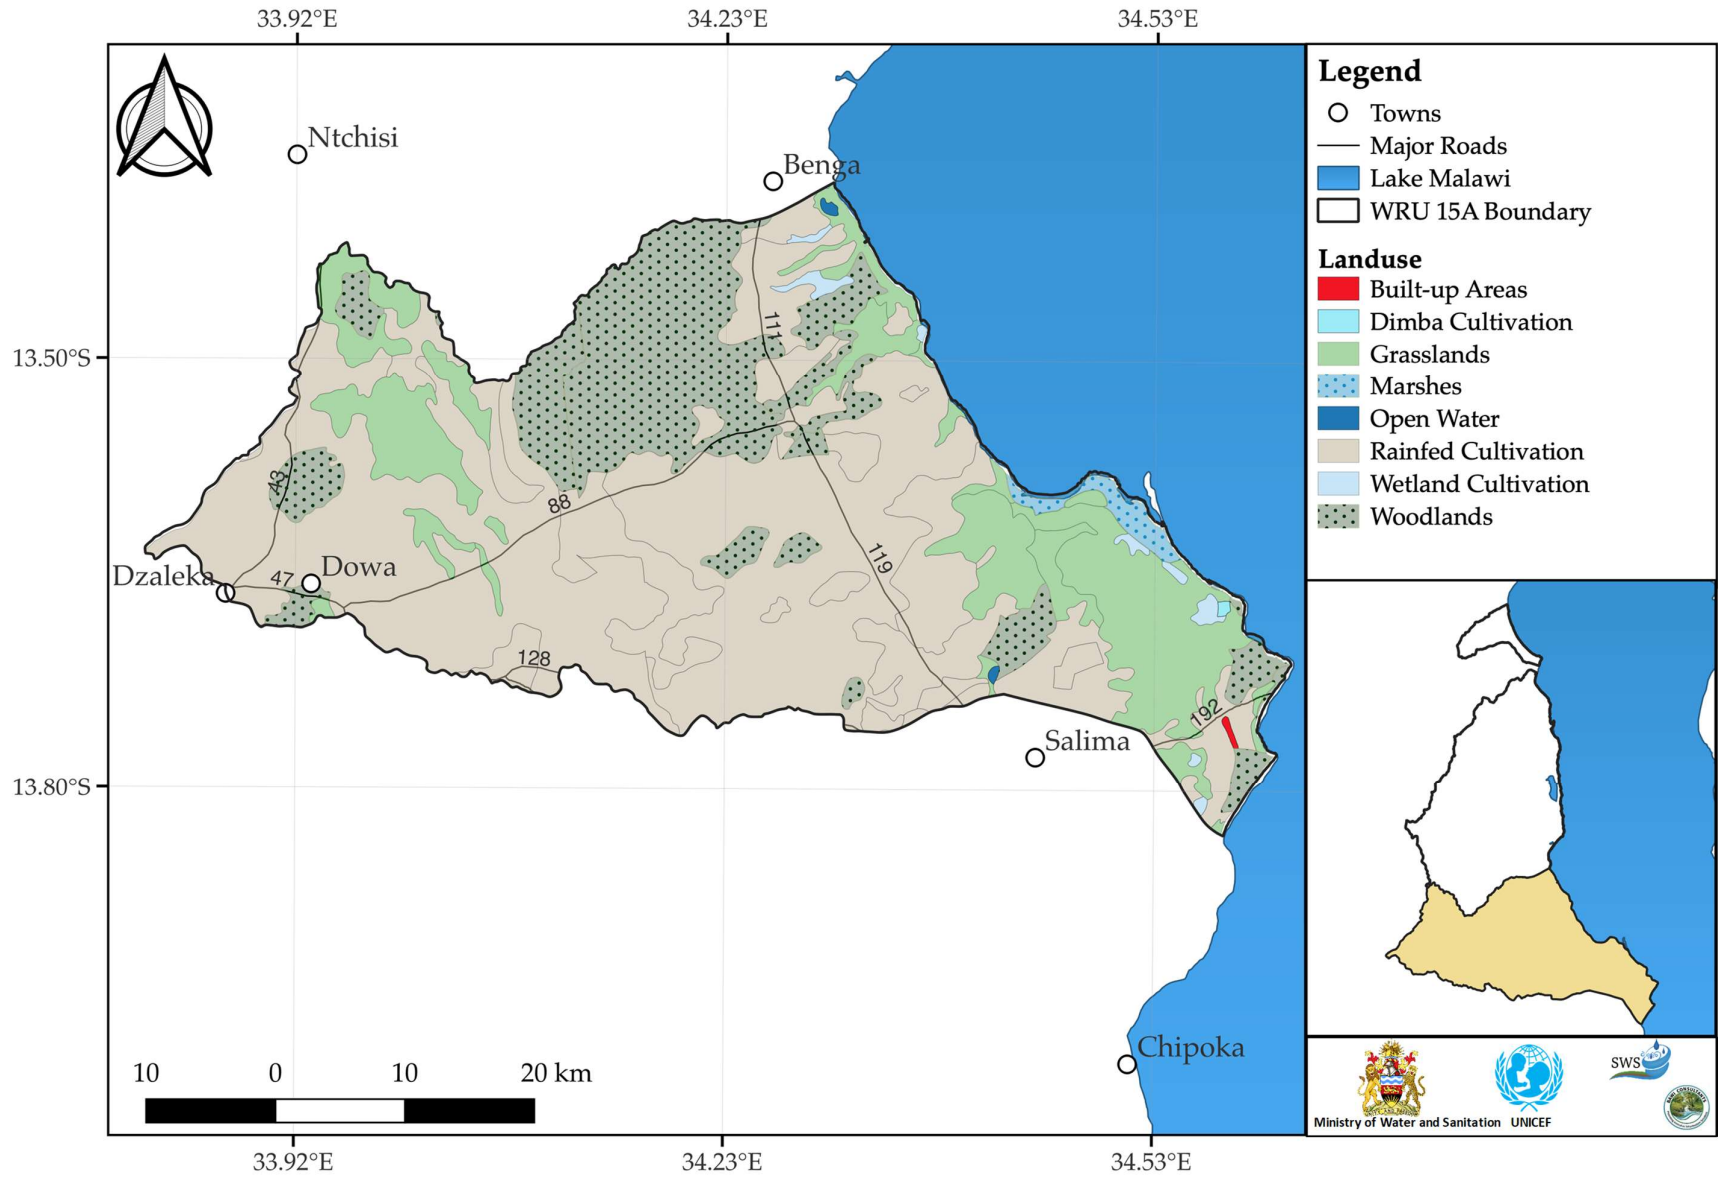 33.92°E
34.23°E
34.53°E
Ntchisi
Benga
13.50°S
111
43
88
119
Dzaleka
47
Dowa
128
192
Salima
13.80°S
Chipoka
10 0 10 20 km
33.92°E
34.23°E
34.53°E
Legend
Towns
Major Roads
Lake Malawi
WRU 15A Boundary
Landuse
Built-up Areas
Dimba Cultivation
Grasslands
Marshes
Open Water
Rainfed Cultivation
Wetland Cultivation
Woodlands
SWS
Ministry of Water and Sanitation
UNICEF